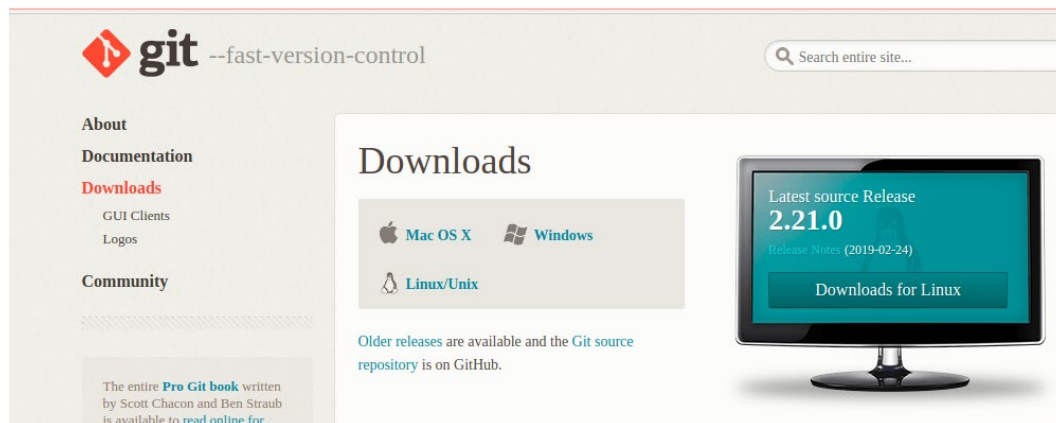 git --fast-version-control
Search entire site...
About
Documentation
Downloads
GUI Clients
Logos
Community
The entire Pro Git book written
by Scott Chacon and Ben Straub
is available to read online for
Downloads
Mac OS X
Windows
Linux/Unix
Older releases are available and the Git source
repository is on GitHub.
Latest source Release
2.21.0
Release Notes (2019-02-24)
Downloads for Linux